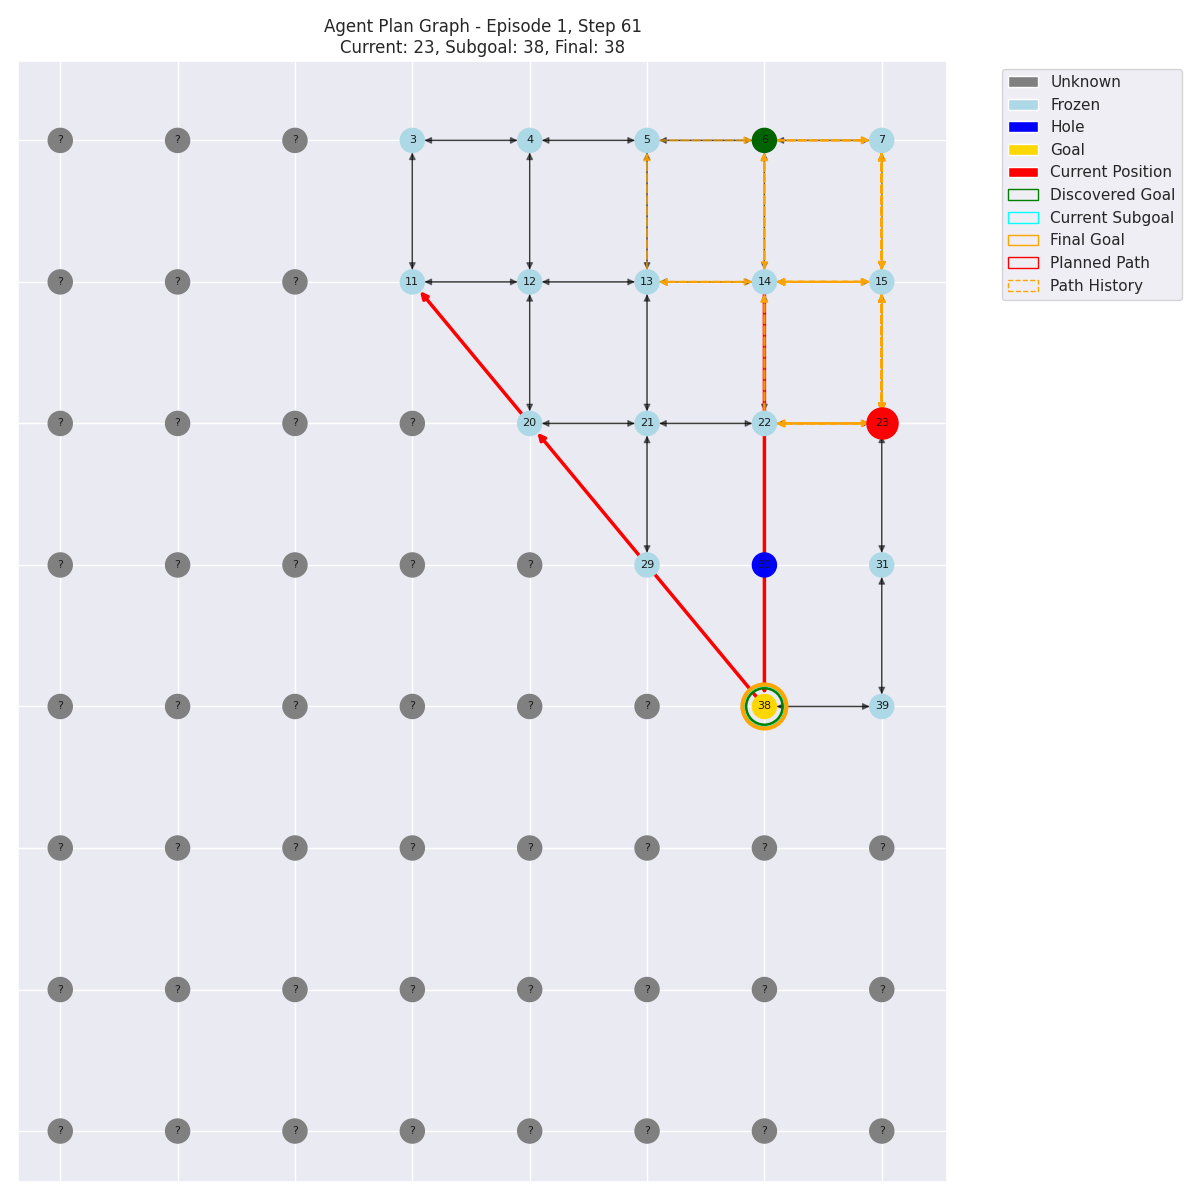 Agent Plan Graph - Episode 1, Step 61
Current: 23, Subgoal: 38, Final: 38
Unknown
Frozen
Hole
Goal
Current Position
Discovered Goal
Current Subgoal
Final Goal
Planned Path
Path History
? ? ? 3 4 5 6 7
? ? ? 11 12 13 14 15
? ? ? ? 20 21 22 23
? ? ? ? ? 29 30 31
? ? ? ? ? ? 38 39
? ? ? ? ? ? ? ?
? ? ? ? ? ? ? ?
? ? ? ? ? ? ? ?